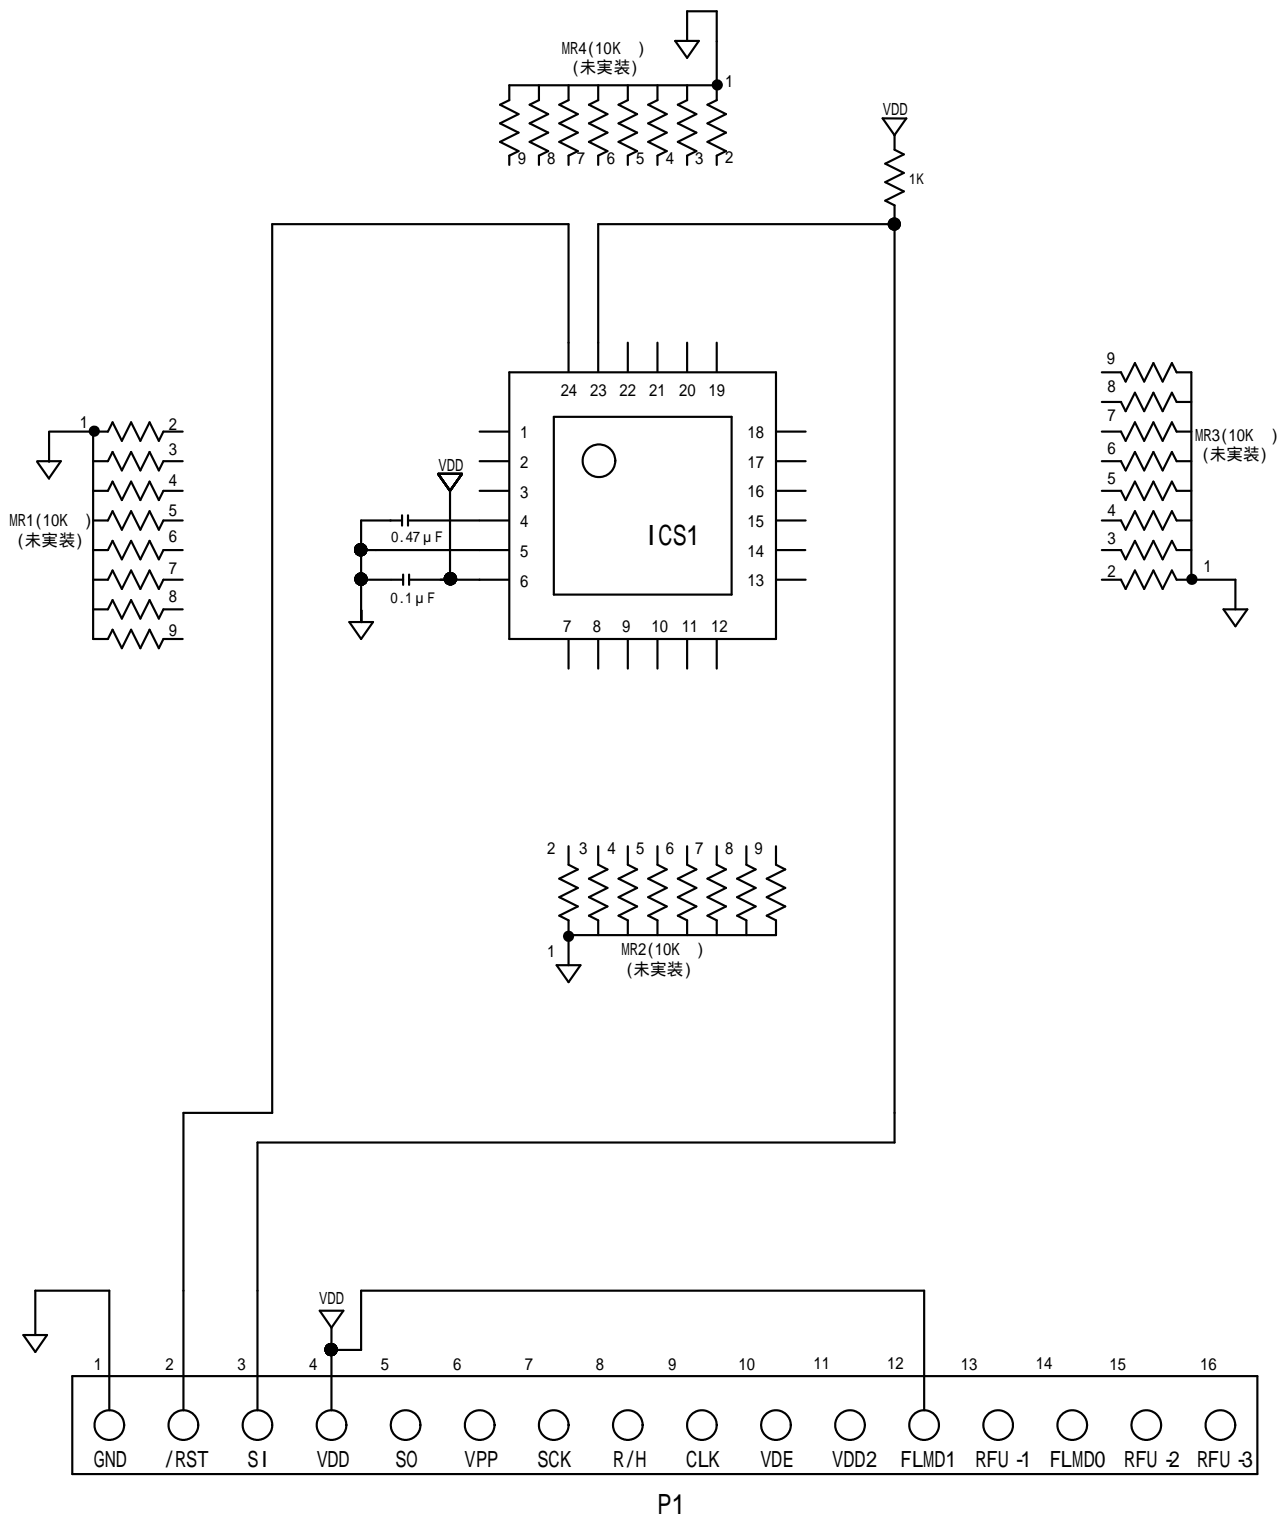 MR4(10K )
(未実装)
1
9 8 7 6 5 4 3 2
VDD
1K
24 23 22 21 20 19
1
2
3
4
5
6
18
17
16
15
14
13
7 8 9 10 11 12
ICS1
VDD
0.47μF
0.1μF
1
2
3
4
5
6
7
8
9
MR1(10K )
(未実装)
9
8
7
6
5
4
3
2
1
MR3(10K )
(未実装)
2 3 4 5 6 7 8 9
1
MR2(10K )
(未実装)
VDD
1 2 3 4 5 6 7 8 9 10 11 12 13 14 15 16
GND /RST SI VDD SO VPP SCK R/H CLK VDE VDD2 FLMD1 RFU-1 FLMD0 RFU-2 RFU-3
P1